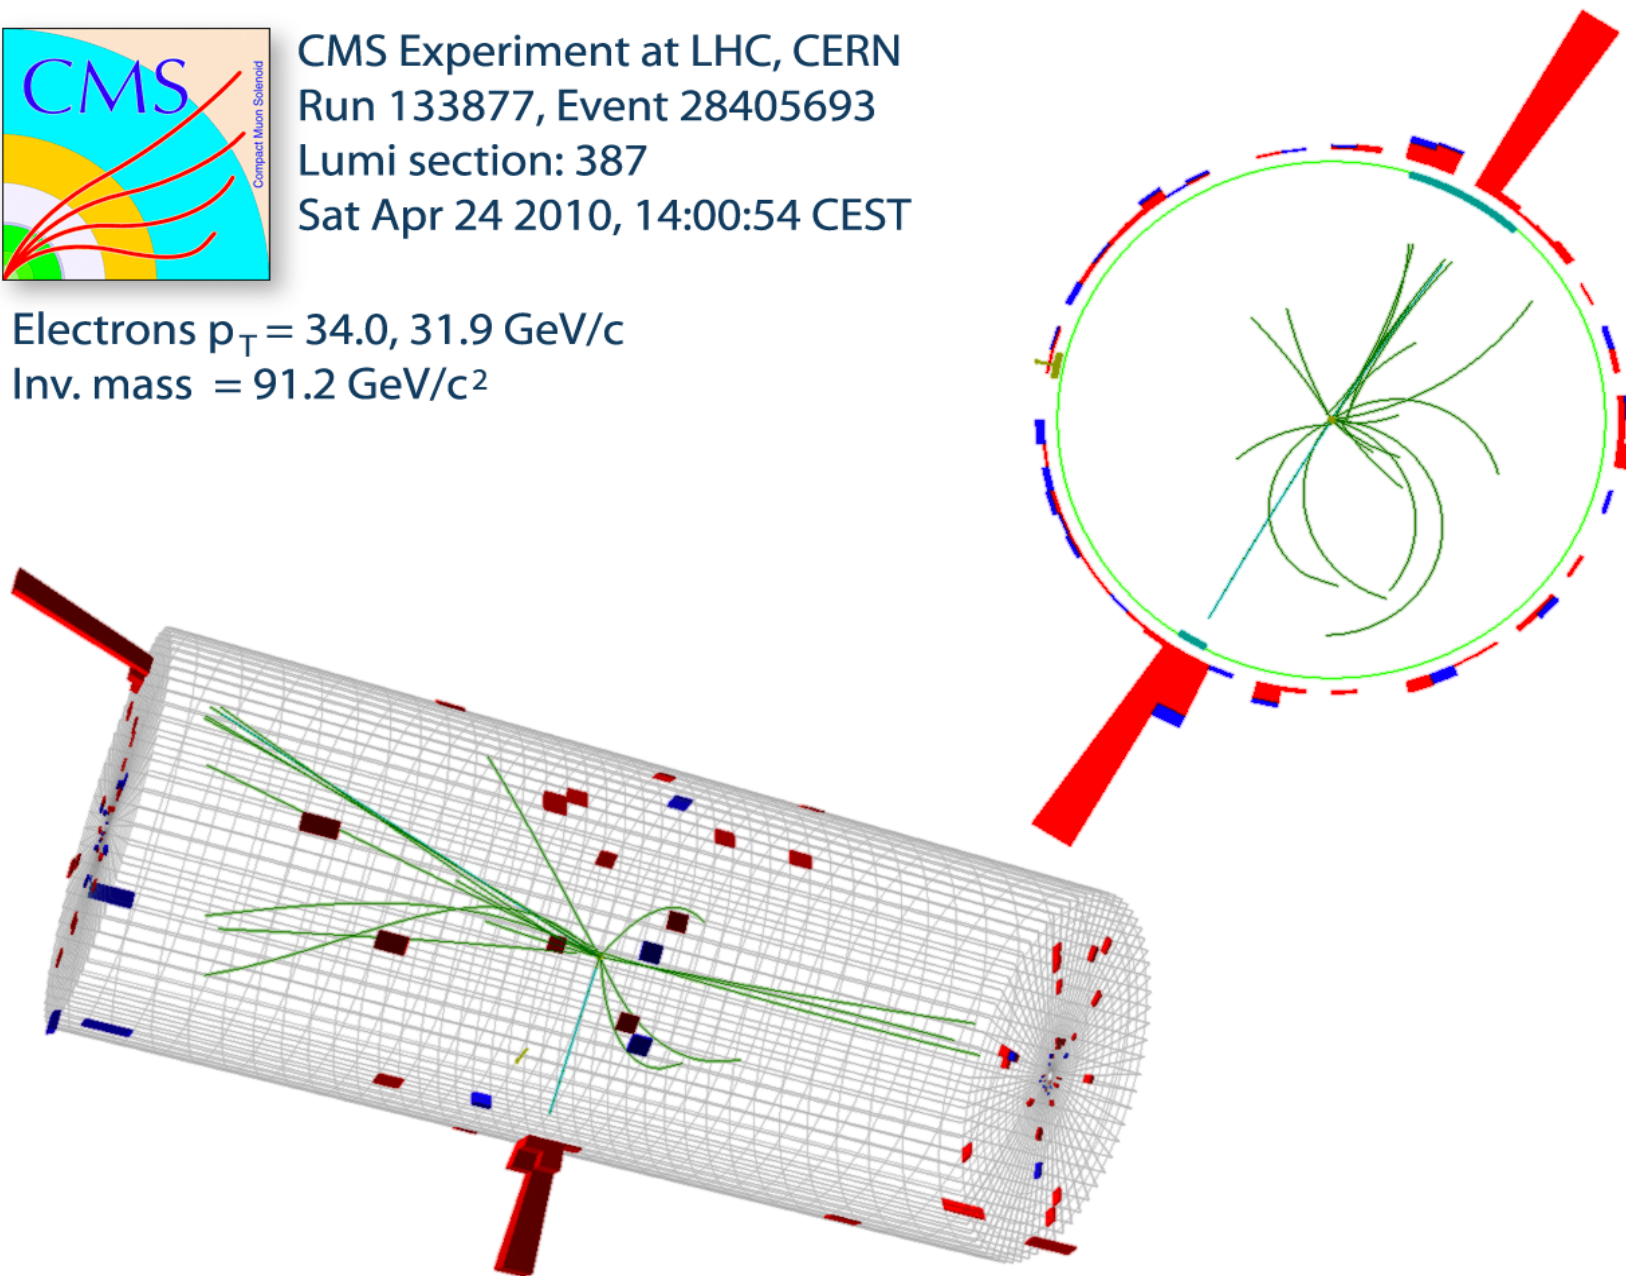 CMS
Compact Muon Solenoid
CMS Experiment at LHC, CERN
Run 133877, Event 28405693
Lumi section: 387
Sat Apr 24 2010, 14:00:54 CEST
Electrons pT = 34.0, 31.9 GeV/c
Inv. mass = 91.2 GeV/c²